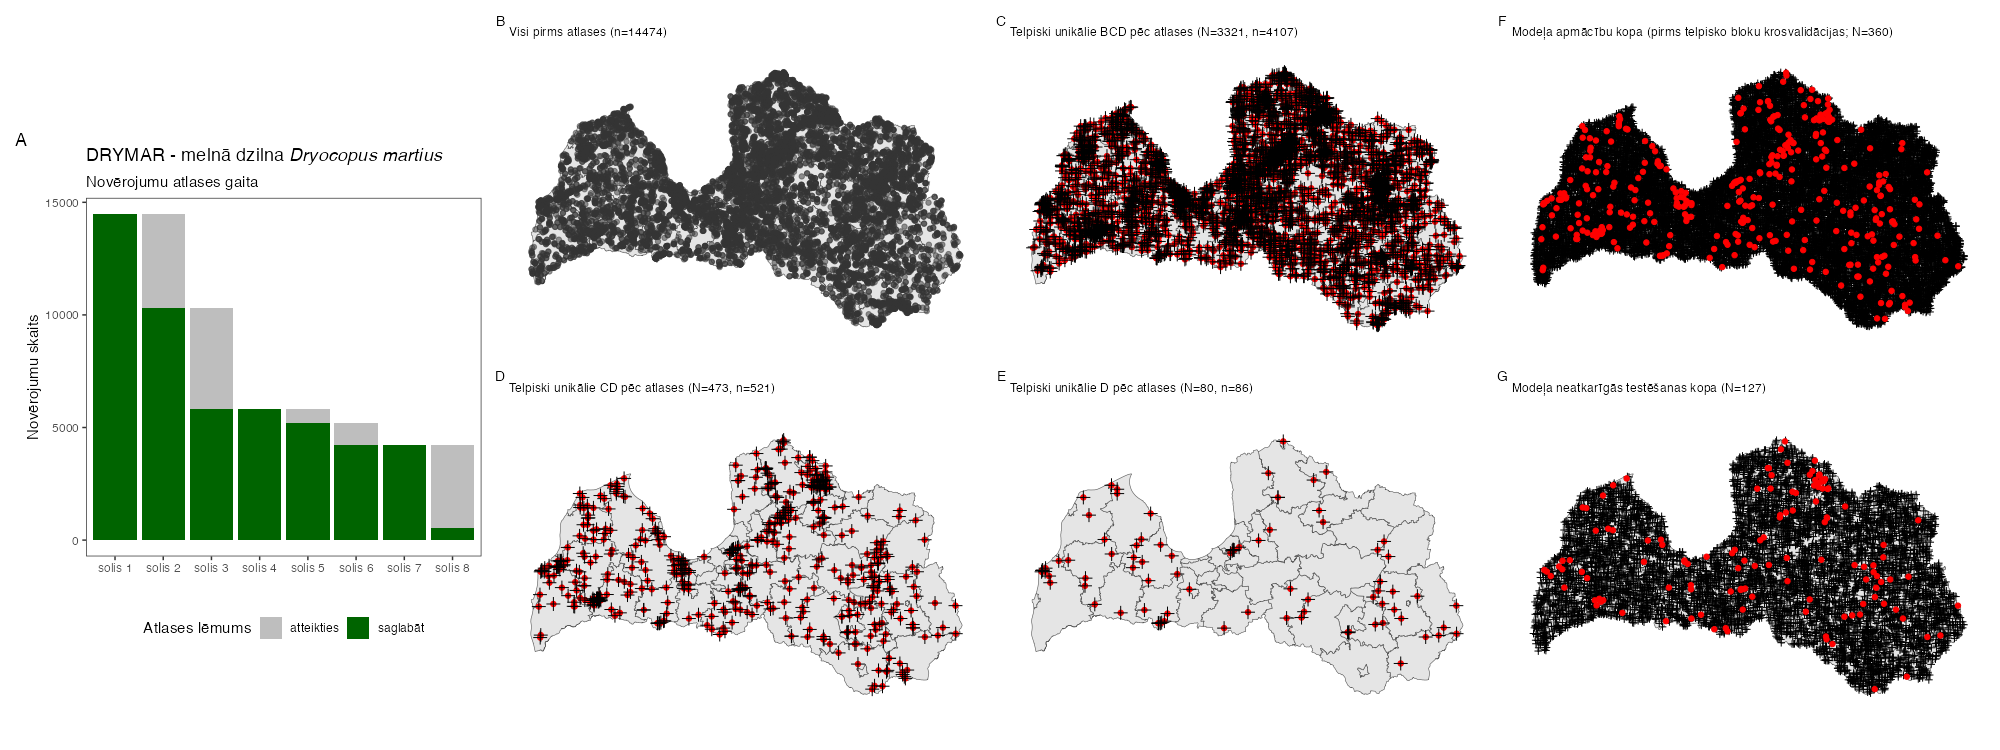 A
DRYMAR - melnā dzilna Dryocopus martius
Novērojumu atlases gaita
Novērojumu skaits
15000
10000
5000
0
solis 1
solis 2
solis 3
solis 4
solis 5
solis 6
solis 7
solis 8
Atlases lēmums
atteikties
saglabāt
B
Visi pirms atlases (n=14474)
C
Telpiski unikālie BCD pēc atlases (N=3321, n=4107)
F
Modeļa apmācību kopa (pirms telpisko bloku krosvalidācijas; N=360)
D
Telpiski unikālie CD pēc atlases (N=473, n=521)
E
Telpiski unikālie D pēc atlases (N=80, n=86)
G
Modeļa neatkarīgās testēšanas kopa (N=127)